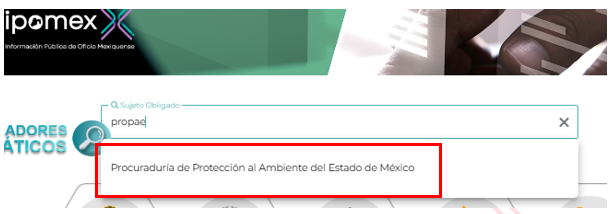 ipomex
Información Pública de Oficio Mexiquense
Sujeto Obligado
propae
ADORES
ÁTICOS
Procuraduría de Protección al Ambiente del Estado de México